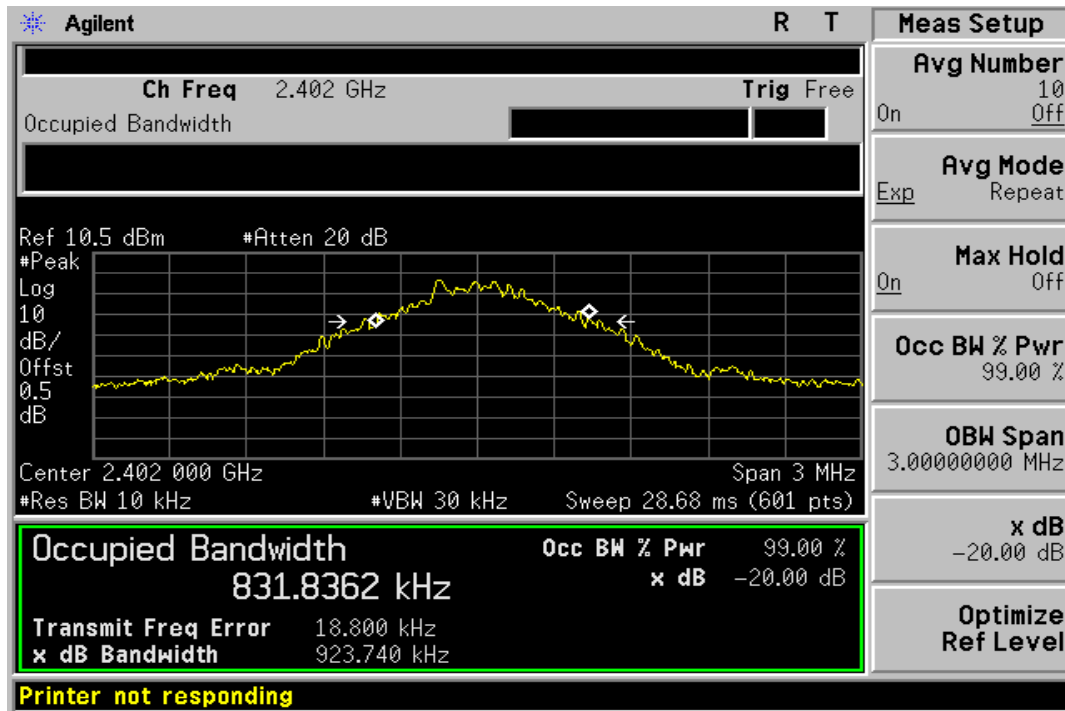 Agilent R T Meas Setup
Ch Freq 2.402 GHz Trig Free
Occupied Bandwidth
Ref 10.5 dBm #Atten 20 dB
#Peak
Log
10
dB/
Offst
0.5
dB
Center 2.402 000 GHz Span 3 MHz
#Res BW 10 kHz #VBW 30 kHz Sweep 28.68 ms (601 pts)
Occupied Bandwidth Occ BW % Pwr 99.00 %
831.8362 kHz x dB -20.00 dB
Transmit Freq Error 18.800 kHz
x dB Bandwidth 923.740 kHz
Printer not responding
Avg Number
10
On Off
Avg Mode
Exp Repeat
Max Hold
On Off
Occ BW % Pwr
99.00 %
OBW Span
3.00000000 MHz
x dB
-20.00 dB
Optimize
Ref Level